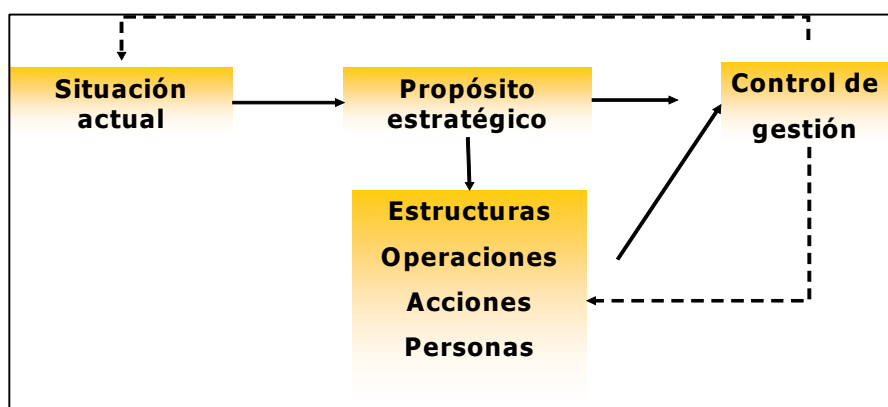 Situación
actual
Propósito
estratégico
Control de
gestión
Estructuras
Operaciones
Acciones
Personas